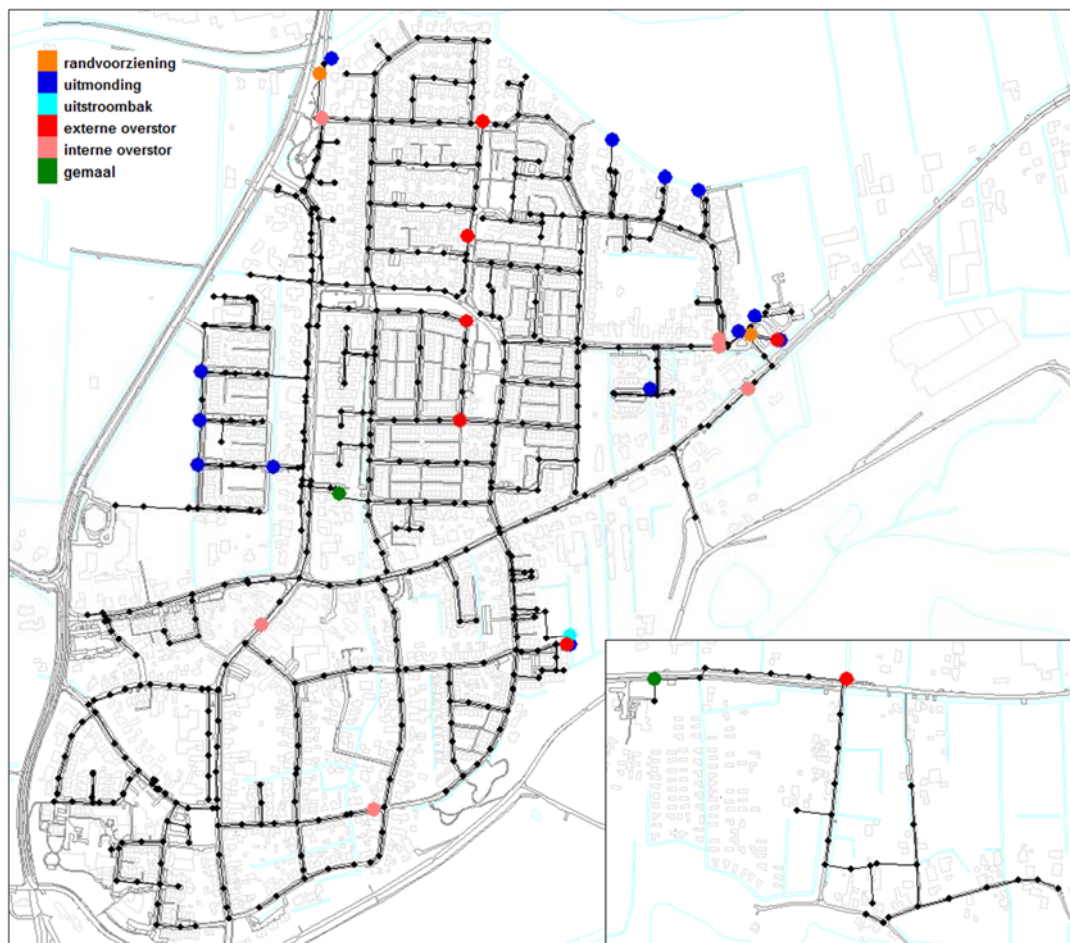 randvoorziening
uitmonding
uitstroombak
externe overstor
interne overstor
gemaal